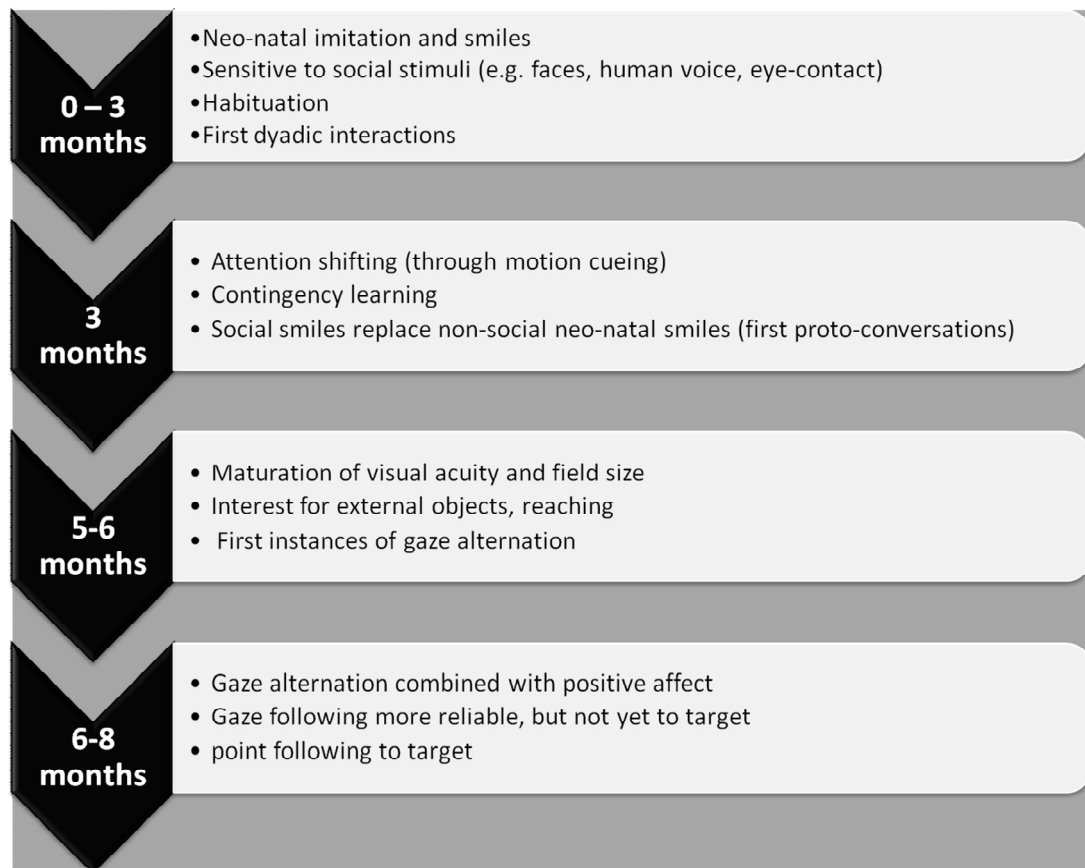 0 – 3
months
•Neo-natal imitation and smiles
•Sensitive to social stimuli (e.g. faces, human voice, eye-contact)
•Habituation
•First dyadic interactions
3
months
• Attention shifting (through motion cueing)
• Contingency learning
• Social smiles replace non-social neo-natal smiles (first proto-conversations)
5-6
months
• Maturation of visual acuity and field size
• Interest for external objects, reaching
• First instances of gaze alternation
6-8
months
• Gaze alternation combined with positive affect
• Gaze following more reliable, but not yet to target
• point following to target